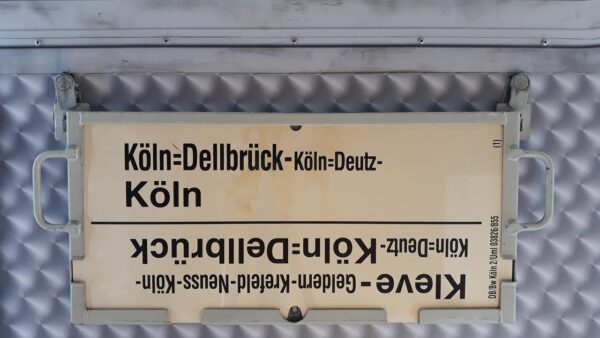 Köln=Dellbrück-Köln=Deutz-
Köln
Kleve-Geldern-Krefeld-Neuss-Köln-
Köln=Deutz-Köln=Dellbrück
DB/Bw Köln 2/Uml 03826/855 (1)